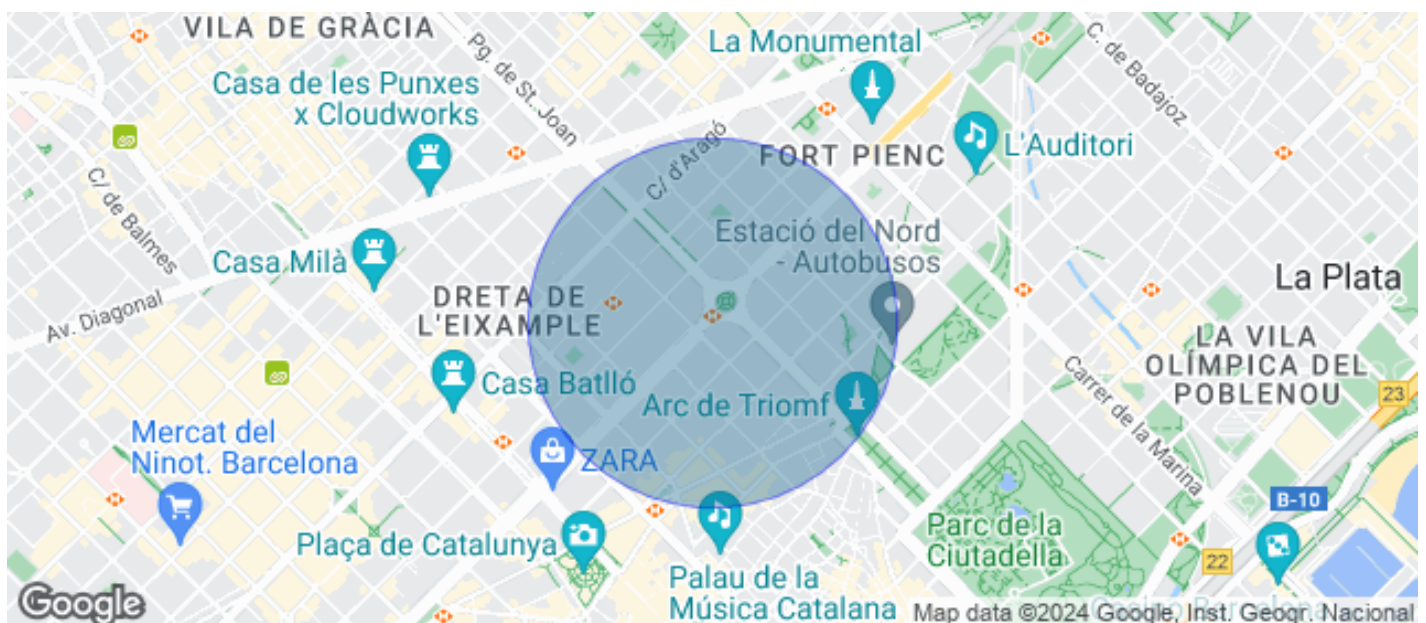 VILA DE GRÀCIA
Pg. de St. Joan
La Monumental
C. de Badajoz
Casa de les Punxes
x Cloudworks
C/ d'Aragó
FORT PIENC
L'Auditori
C/ de Balmes
Casa Milà
Estació del Nord
- Autobusos
La Plata
Av. Diagonal
DRETA DE
L'EIXAMPLE
LA VILA
OLÍMPICA DEL
POBLENOU
Casa Batlló
Arc de Triomf
Carrer de la Marina
23
Mercat del
Ninot. Barcelona
ZARA
B-10
Plaça de Catalunya
Parc de la
Ciutadella
22
Palau de la
Música Catalana
Google
Map data ©2024 Google, Inst. Geogr. Nacional